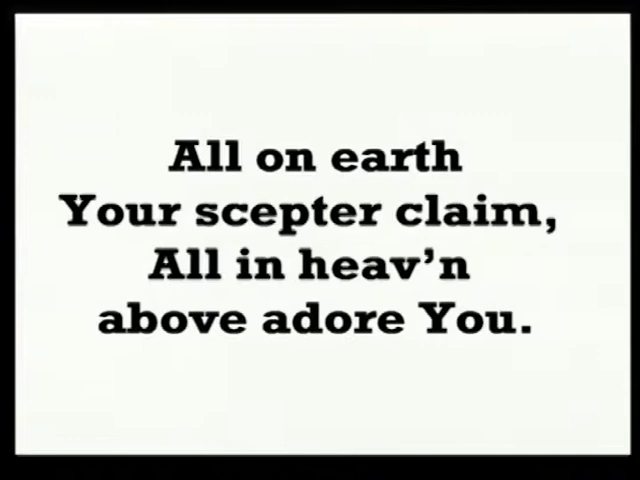 All on earth
Your scepter claim,
All in heav’n
above adore You.